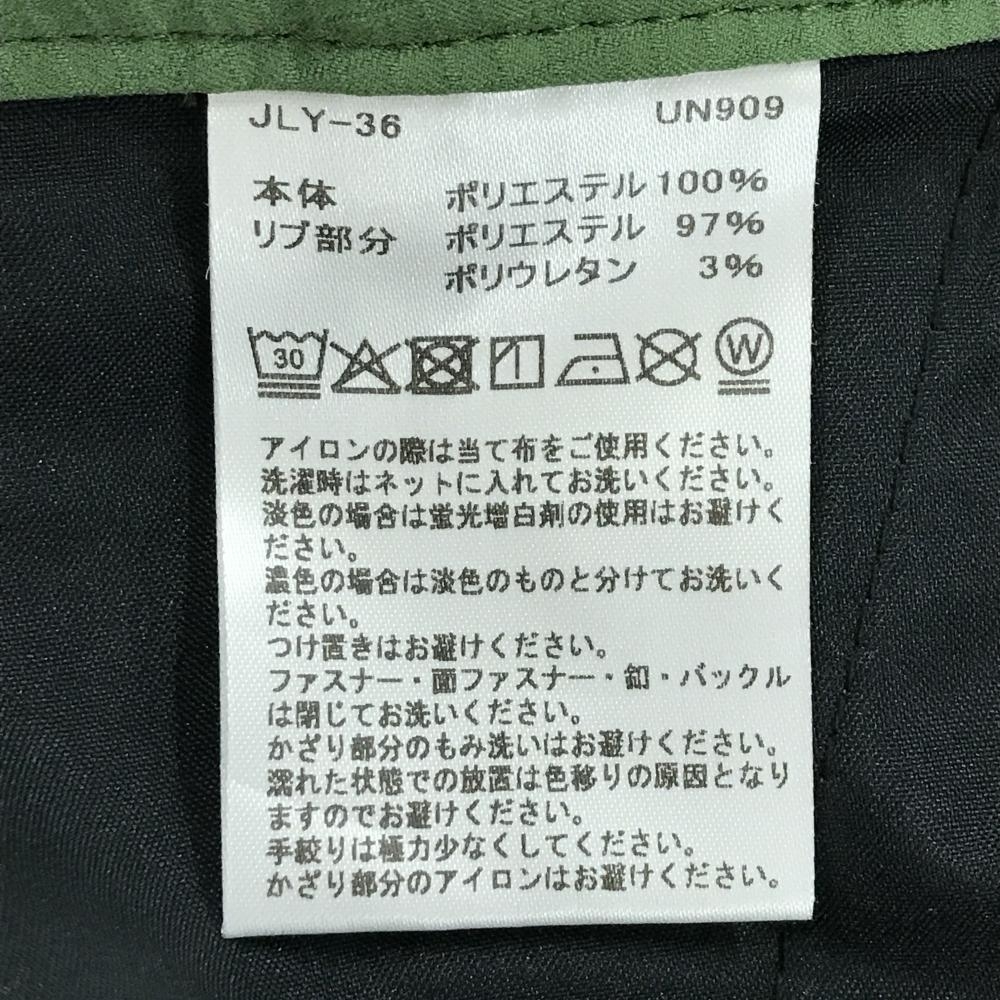 JLY-36 UN909
本体 ポリエステル 100%
リブ部分 ポリエステル 97%
ポリウレタン 3%
30 W
アイロンの際は当て布をご使用ください。
洗濯時はネットに入れてお洗いください。
淡色の場合は蛍光増白剤の使用はお避けく
ださい。
濃色の場合は淡色のものと分けてお洗いく
ださい。
つけ置きはお避けください。
ファスナー・面ファスナー・釦・バックル
は閉じてお洗いください。
かざり部分のもみ洗いはお避けください。
濡れた状態での放置は色移りの原因となり
ますのでお避けください。
手絞りは極力少なくしてください。
かざり部分のアイロンはお避けください。